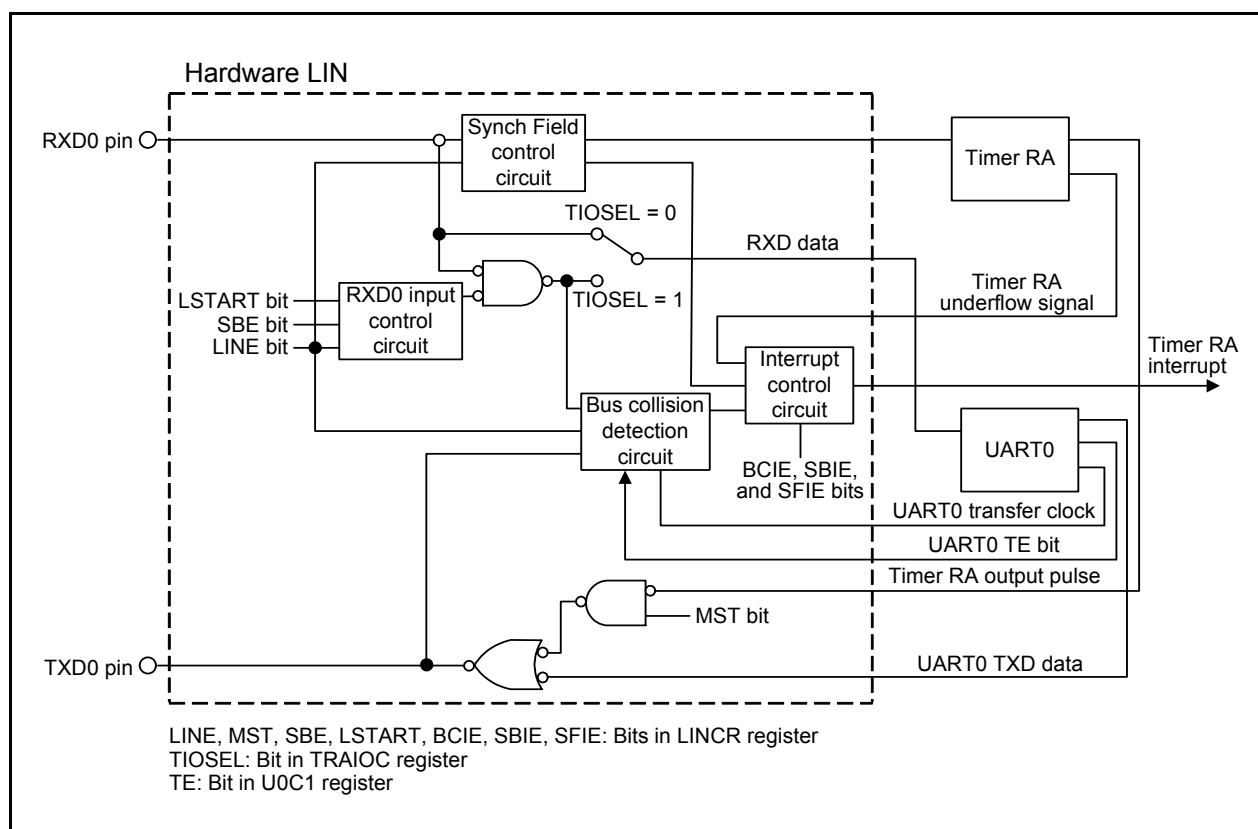 Hardware LIN
RXD0 pin
Synch Field
control
circuit
Timer RA
TIOSEL = 0
RXD data
LSTART bit
SBE bit
LINE bit
RXD0 input
control
circuit
TIOSEL = 1
Timer RA
underflow signal
Timer RA
interrupt
Interrupt
control
circuit
Bus collision
detection
circuit
BCIE, SBIE,
and SFIE bits
UART0
UART0 transfer clock
UART0 TE bit
Timer RA output pulse
MST bit
TXD0 pin
UART0 TXD data
LINE, MST, SBE, LSTART, BCIE, SBIE, SFIE: Bits in LINCR register
TIOSEL: Bit in TRAIOC register
TE: Bit in U0C1 register